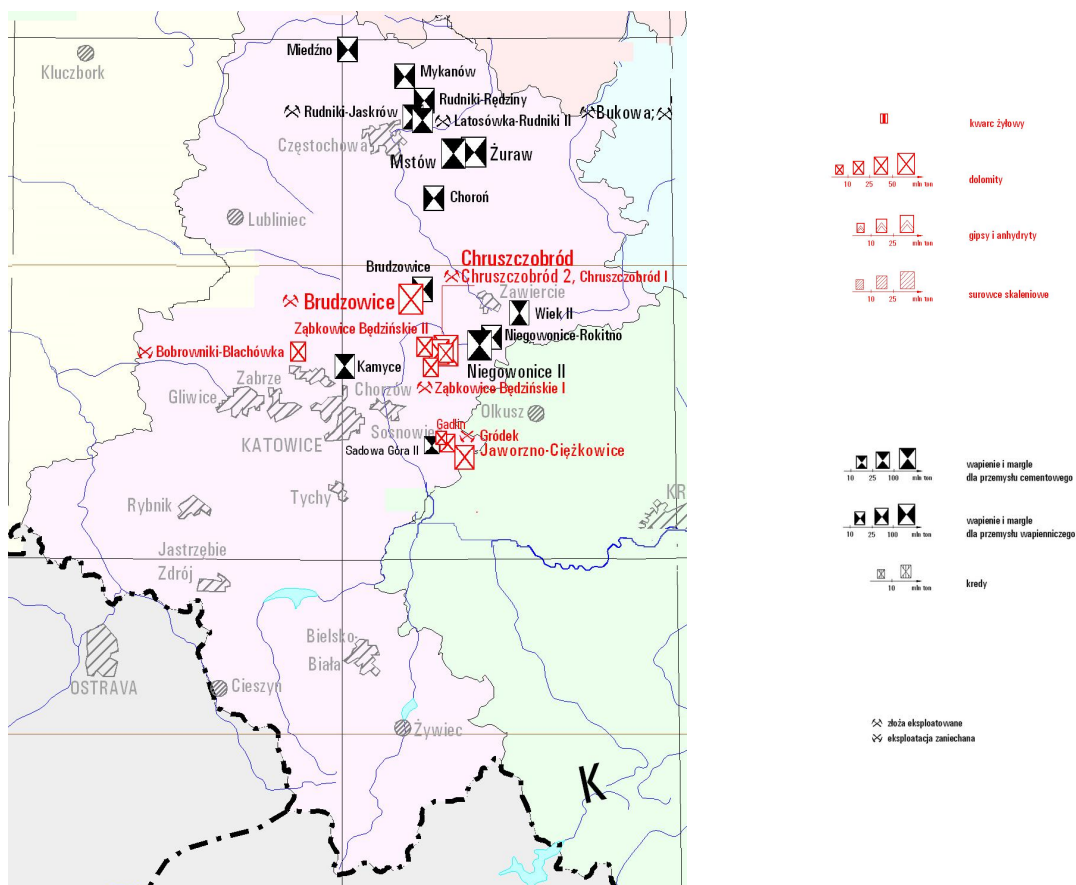 Miedźno
Kluczbork
Mykanów
Rudniki-Rędziny
Rudniki-Jaskrów
Latosówka-Rudniki II
Bukowa;
Częstochowa
Mstów
Żuraw
Choroń
Lubliniec
Chruszczobród
Brudzowice
Chruszczobród 2, Chruszczobród I
Brudzowice
Zawiercie
Wiek II
Ząbkowice Będzińskie II
Niegowonice-Rokitno
Bobrowniki-Blachówka
Kamyce
Niegowonice II
Zabrze
Chorzów
Ząbkowice Będzińskie I
Gliwice
Olkusz
KATOWICE
Sosnowie
Gadlin
Gródek
Sadowa Góra II
Jaworzno-Ciężkowice
Tychy
KR
Rybnik
Jastrzębie
Zdrój
Bielsko-
Biała
OSTRAVA
Cieszyń
Żywiec
K
kwarc żyłowy
dolomity
10 25 50 mln ton
gipsy i anhydryty
10 25 mln ton
surowce skaleniowe
10 25 mln ton
wapienie i margle
dla przemysłu cementowego
10 25 100 mln ton
wapienie i margle
dla przemysłu wapienniczego
10 25 100 mln ton
kredy
10 mln ton
złoża eksploatowane
eksploatacja zaniechana